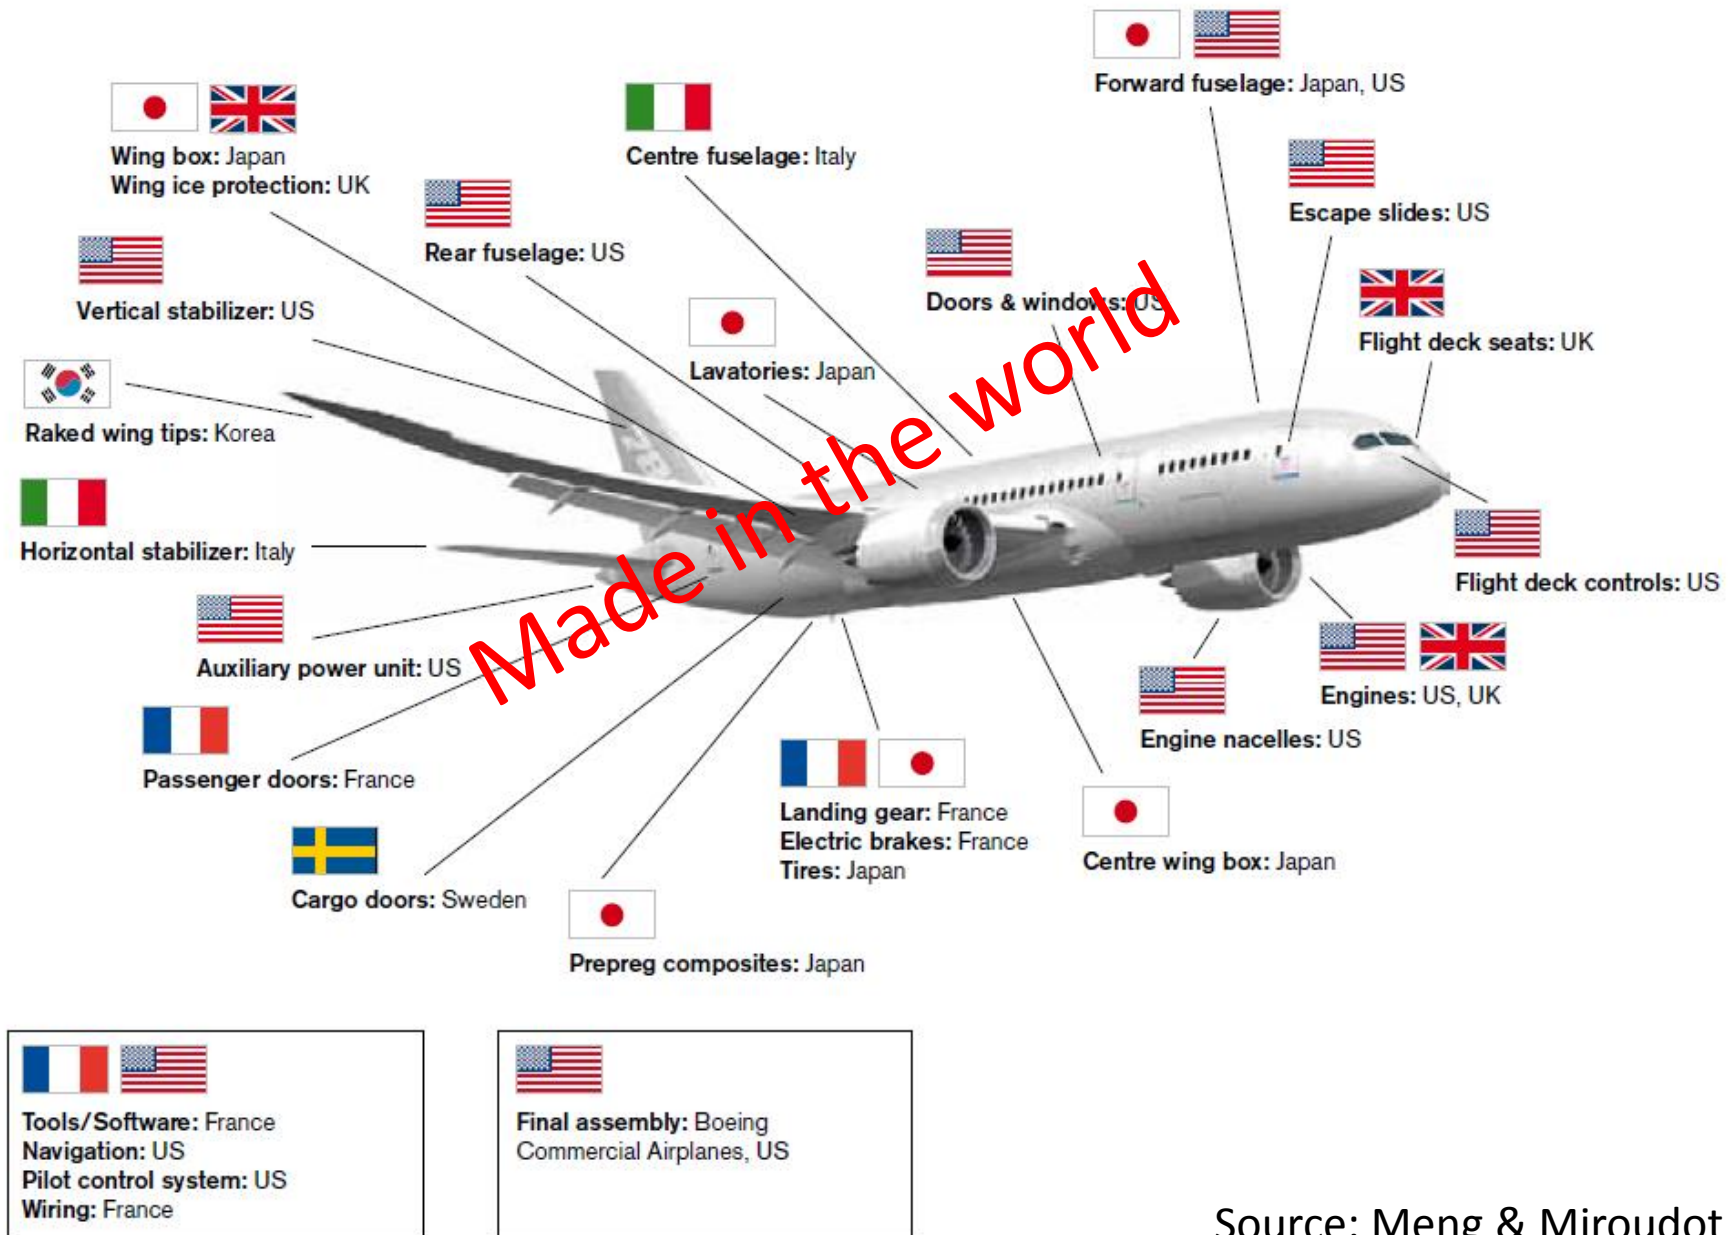 Forward fuselage: Japan, US
Wing box: Japan
Wing ice protection: UK
Centre fuselage: Italy
Escape slides: US
Rear fuselage: US
Doors & windows: US
Vertical stabilizer: US
Flight deck seats: UK
Lavatories: Japan
Raked wing tips: Korea
Made in the world
Horizontal stabilizer: Italy
Flight deck controls: US
Auxiliary power unit: US
Engines: US, UK
Engine nacelles: US
Passenger doors: France
Landing gear: France
Electric brakes: France
Tires: Japan
Centre wing box: Japan
Cargo doors: Sweden
Prepreg composites: Japan
Tools/Software: France
Navigation: US
Pilot control system: US
Wiring: France
Final assembly: Boeing
Commercial Airplanes, US
Source: Meng & Miroudot